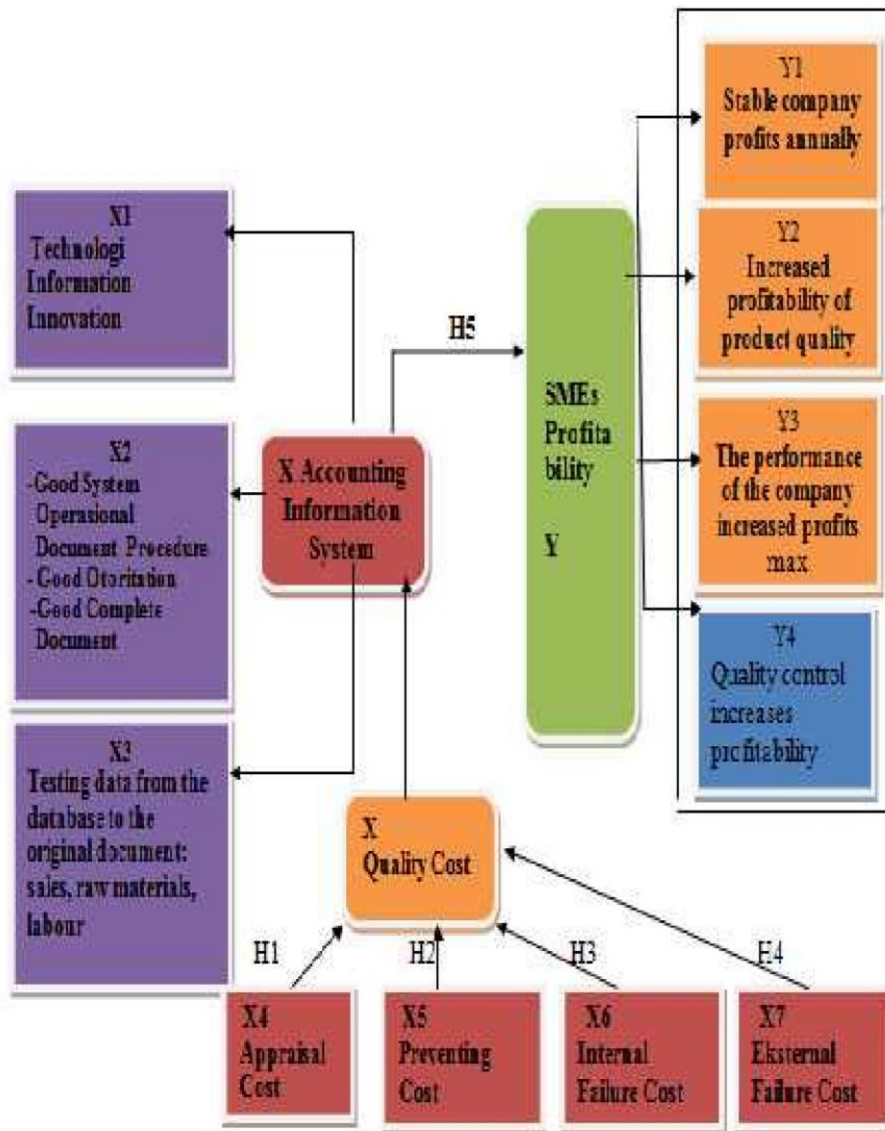 Y1
Stable company
profits annually
X1
Technologi
Information
Innovation
Y2
Increased
profitability of
product quality
H5
SMEs
Profita
bility
Y
X2
-Good System
Operasional
Document Procedure
- Good Otoritation
-Good Complete
Document
X Accounting
Information
System
Y3
The performance
of the company
increased profits
max
Y4
Quality control
increases
profitability
X3
Testing data from the
database to the
original document:
sales, raw materials,
labour
X
Quality Cost
H1
H2
H3
H4
X4
Appraisal
Cost
X5
Preventing
Cost
X6
Internal
Failure Cost
X7
Eksternal
Failure Cost